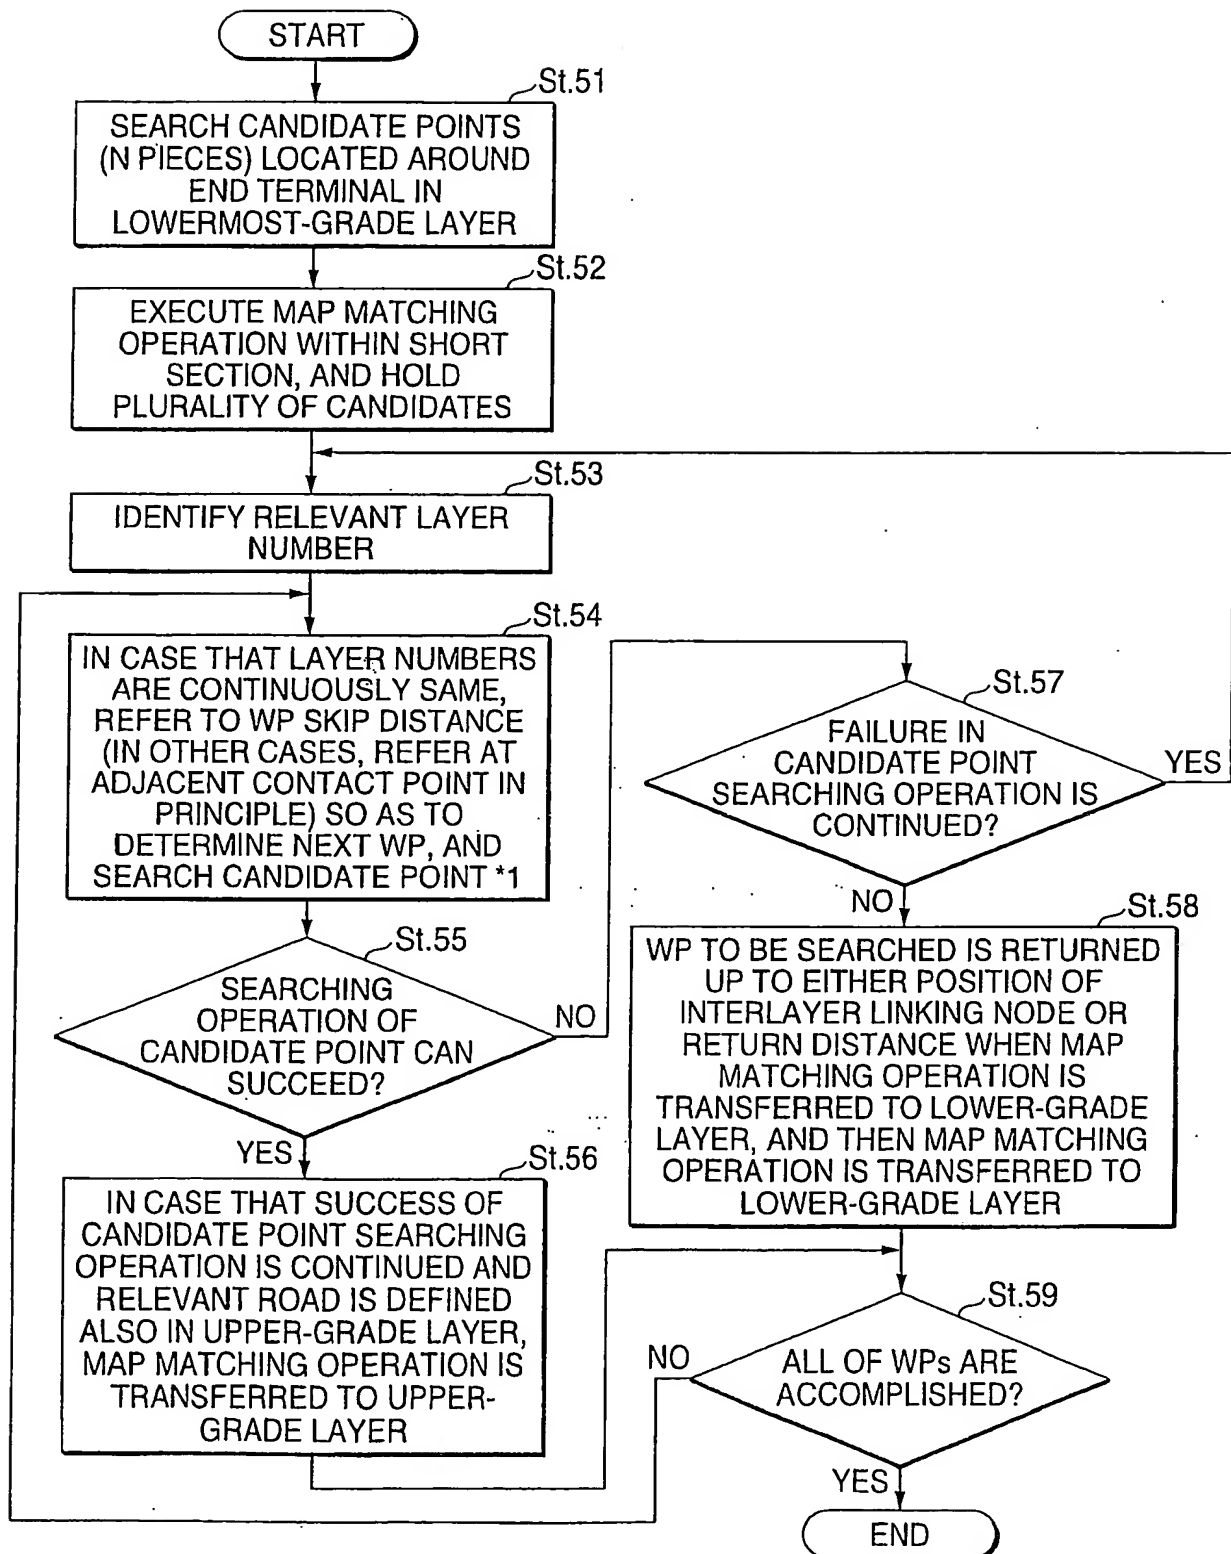 START
St.51
SEARCH CANDIDATE POINTS
(N PIECES) LOCATED AROUND
END TERMINAL IN
LOWERMOST-GRADE LAYER
St.52
EXECUTE MAP MATCHING
OPERATION WITHIN SHORT
SECTION, AND HOLD
PLURALITY OF CANDIDATES
St.53
IDENTIFY RELEVANT LAYER
NUMBER
St.54
IN CASE THAT LAYER NUMBERS
ARE CONTINUOUSLY SAME,
REFER TO WP SKIP DISTANCE
(IN OTHER CASES, REFER AT
ADJACENT CONTACT POINT IN
PRINCIPLE) SO AS TO
DETERMINE NEXT WP, AND
SEARCH CANDIDATE POINT *1
St.55
SEARCHING
OPERATION OF
CANDIDATE POINT CAN
SUCCEED?
NO
YES
St.56
IN CASE THAT SUCCESS OF
CANDIDATE POINT SEARCHING
OPERATION IS CONTINUED AND
RELEVANT ROAD IS DEFINED
ALSO IN UPPER-GRADE LAYER,
MAP MATCHING OPERATION IS
TRANSFERRED TO UPPER-
GRADE LAYER
St.57
FAILURE IN
CANDIDATE POINT
SEARCHING OPERATION IS
CONTINUED?
YES
NO
St.58
WP TO BE SEARCHED IS RETURNED
UP TO EITHER POSITION OF
INTERLAYER LINKING NODE OR
RETURN DISTANCE WHEN MAP
MATCHING OPERATION IS
TRANSFERRED TO LOWER-GRADE
LAYER, AND THEN MAP MATCHING
OPERATION IS TRANSFERRED TO
LOWER-GRADE LAYER
St.59
ALL OF WPs ARE
ACCOMPLISHED?
NO
YES
END